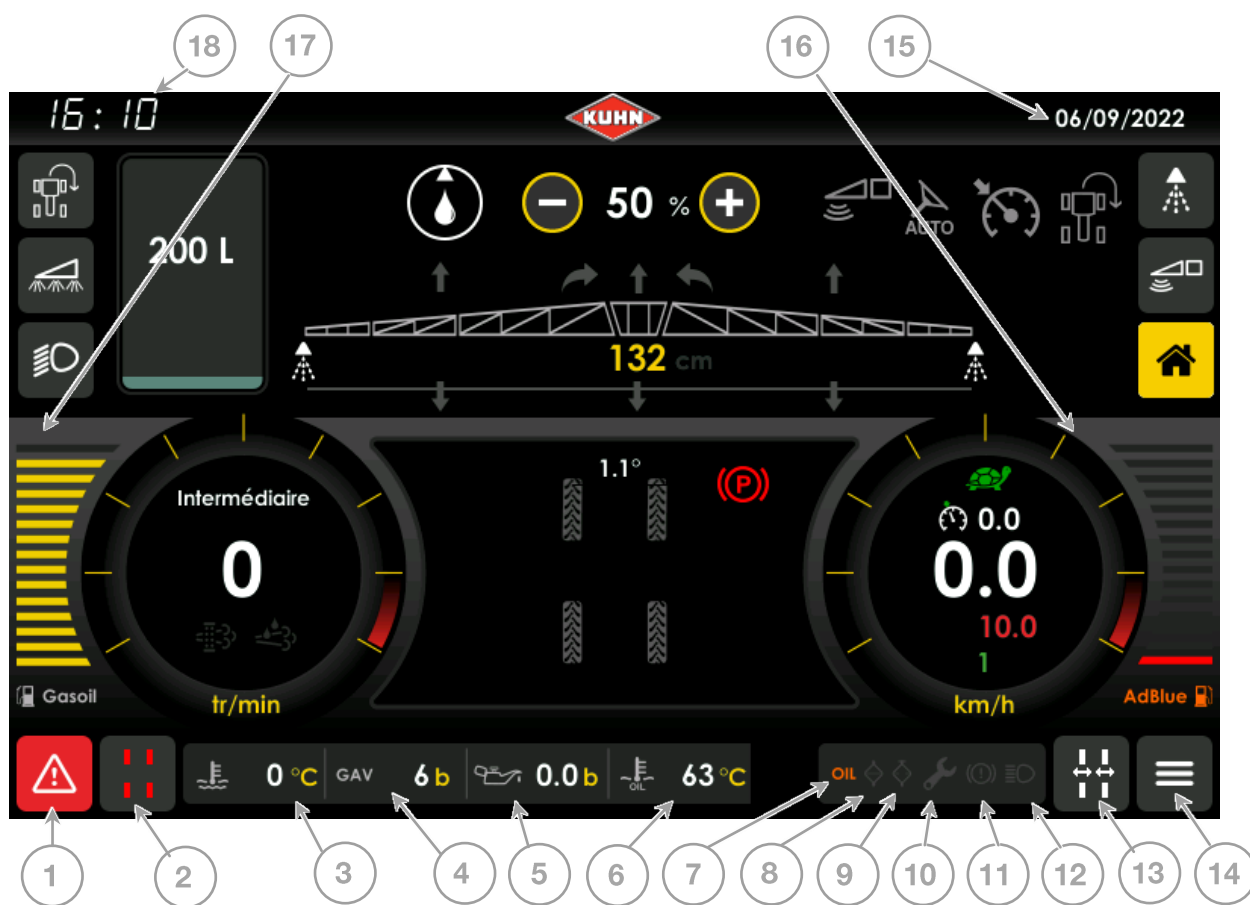 18
17
16
15
16:10
KUHN
06/09/2022
200 L
50 %
AUTO
132 cm
1.1°
P
Intermédiaire
0
tr/min
0.0
0.0
10.0
1
km/h
Gasoil
AdBlue
0 °C
GAV 6 b
0.0 b
OIL 63 °C
OIL
1
2
3
4
5
6
7
8
9
10
11
12
13
14